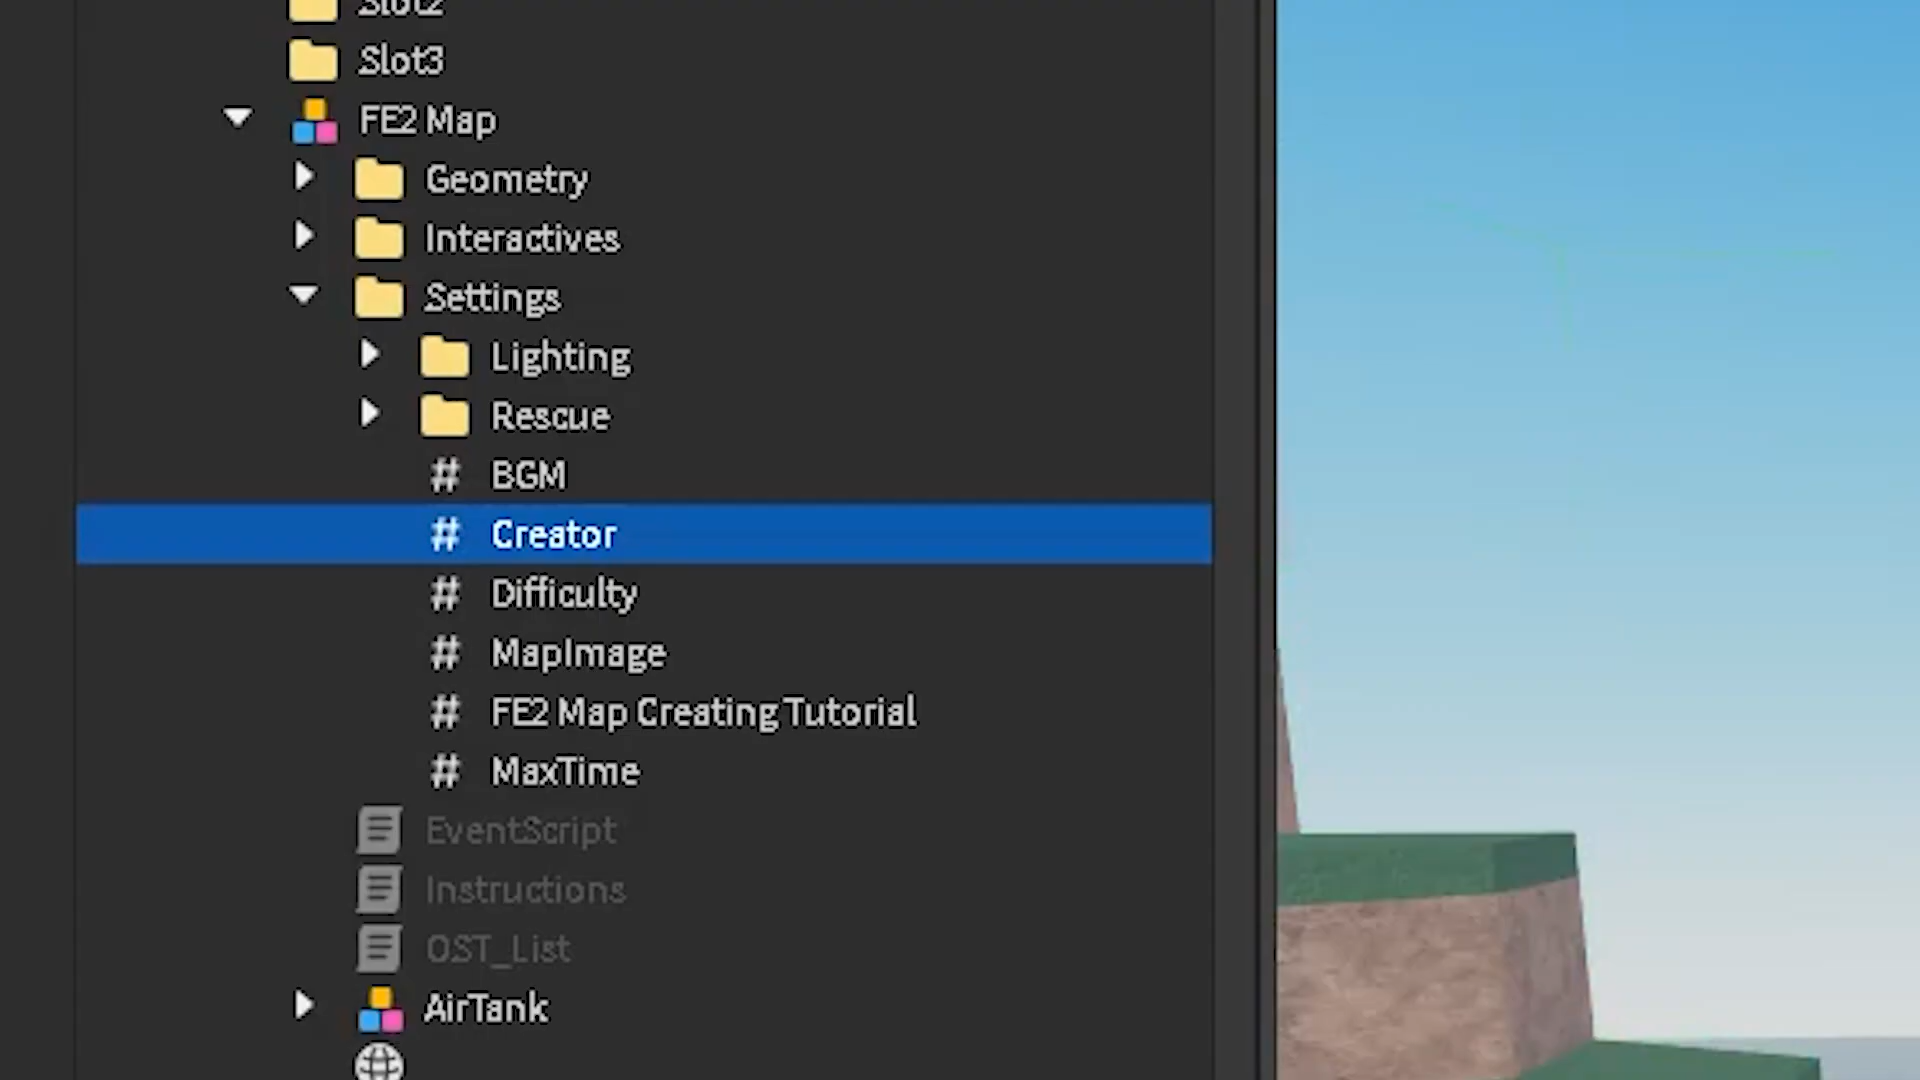 Slot2
Slot3
FE2 Map
Geometry
Interactives
Settings
Lighting
Rescue
# BGM
# Creator
# Difficulty
# MapImage
# FE2 Map Creating Tutorial
# MaxTime
EventScript
Instructions
OST_List
AirTank